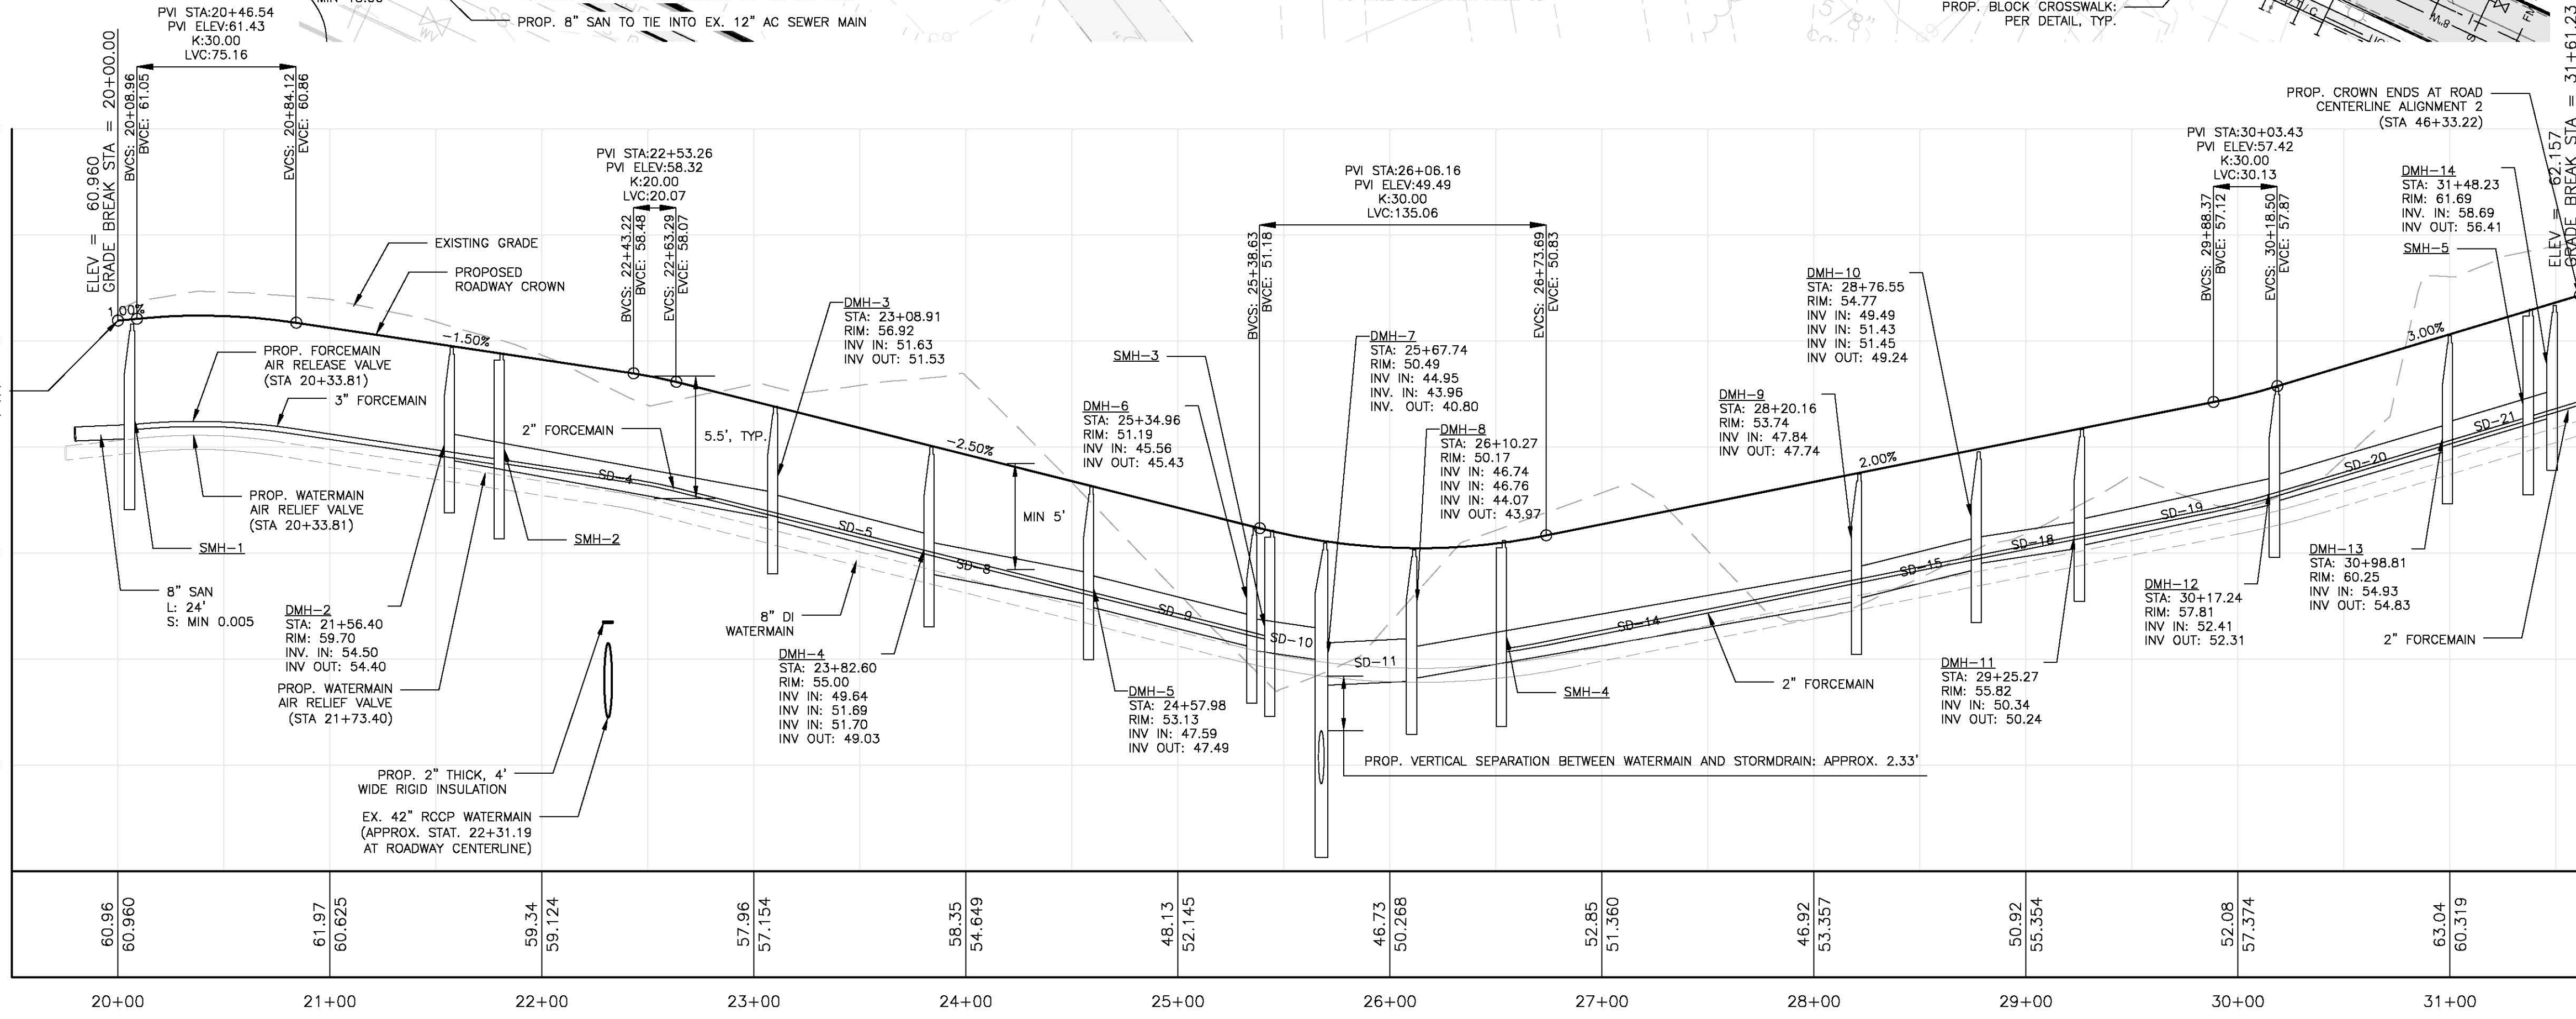 PROP. 8" SAN TO TIE INTO EX. 12" AC SEWER MAIN
PROP. BLOCK CROSSWALK:
PER DETAIL, TYP.
5/8"
PVI STA:20+46.54
PVI ELEV:61.43
K:30.00
LVC:75.16
ELEV = 60.960
GRADE BREAK STA = 20+00.00
BVCS: 20+08.96
BVCE: 61.05
EVCS: 20+84.12
EVCE: 60.86
PVI STA:22+53.26
PVI ELEV:58.32
K:20.00
LVC:20.07
BVCS: 22+43.22
BVCE: 58.48
EVCS: 22+63.29
EVCE: 58.07
PVI STA:26+06.16
PVI ELEV:49.49
K:30.00
LVC:135.06
BVCS: 25+38.63
BVCE: 51.18
EVCS: 26+73.69
EVCE: 50.83
PVI STA:30+03.43
PVI ELEV:57.42
K:30.00
LVC:30.13
BVCS: 29+88.37
BVCE: 57.12
EVCS: 30+18.50
EVCE: 57.87
PROP. CROWN ENDS AT ROAD
CENTERLINE ALIGNMENT 2
(STA 46+33.22)
ELEV = 62.157
GRADE BREAK STA = 31+61.23
EXISTING GRADE
PROPOSED
ROADWAY CROWN
1.00%
-1.50%
-2.50%
2.00%
3.00%
PROP. FORCEMAIN
AIR RELEASE VALVE
(STA 20+33.81)
3" FORCEMAIN
PROP. WATERMAIN
AIR RELIEF VALVE
(STA 20+33.81)
SMH-1
8" SAN
L: 24'
S: MIN 0.005
DMH-2
STA: 21+56.40
RIM: 59.70
INV. IN: 54.50
INV OUT: 54.40
PROP. WATERMAIN
AIR RELIEF VALVE
(STA 21+73.40)
SMH-2
2" FORCEMAIN
SD-4
5.5', TYP.
DMH-3
STA: 23+08.91
RIM: 56.92
INV IN: 51.63
INV OUT: 51.53
SD-5
8" DI
WATERMAIN
DMH-4
STA: 23+82.60
RIM: 55.00
INV IN: 49.64
INV IN: 51.69
INV IN: 51.70
INV OUT: 49.03
SD-8
MIN 5'
DMH-5
STA: 24+57.98
RIM: 53.13
INV IN: 47.59
INV OUT: 47.49
SD-9
SMH-3
DMH-6
STA: 25+34.96
RIM: 51.19
INV IN: 45.56
INV OUT: 45.43
SD-10
DMH-7
STA: 25+67.74
RIM: 50.49
INV IN: 44.95
INV. IN: 43.96
INV. OUT: 40.80
SD-11
DMH-8
STA: 26+10.27
RIM: 50.17
INV IN: 46.74
INV IN: 46.76
INV IN: 44.07
INV OUT: 43.97
SMH-4
SD-14
2" FORCEMAIN
PROP. VERTICAL SEPARATION BETWEEN WATERMAIN AND STORMDRAIN: APPROX. 2.33'
DMH-9
STA: 28+20.16
RIM: 53.74
INV IN: 47.84
INV OUT: 47.74
SD-15
DMH-10
STA: 28+76.55
RIM: 54.77
INV IN: 49.49
INV IN: 51.43
INV IN: 51.45
INV OUT: 49.24
SD-18
DMH-11
STA: 29+25.27
RIM: 55.82
INV IN: 50.34
INV OUT: 50.24
SD-19
DMH-12
STA: 30+17.24
RIM: 57.81
INV IN: 52.41
INV OUT: 52.31
SD-20
DMH-13
STA: 30+98.81
RIM: 60.25
INV IN: 54.93
INV OUT: 54.83
SD-21
2" FORCEMAIN
DMH-14
STA: 31+48.23
RIM: 61.69
INV. IN: 58.69
INV OUT: 56.41
SMH-5
PROP. 2" THICK, 4'
WIDE RIGID INSULATION
EX. 42" RCCP WATERMAIN
(APPROX. STAT. 22+31.19
AT ROADWAY CENTERLINE)
60.96
60.960
61.97
60.625
59.34
59.124
57.96
57.154
58.35
54.649
48.13
52.145
46.73
50.268
52.85
51.360
46.92
53.357
50.92
55.354
52.08
57.374
63.04
60.319
20+00
21+00
22+00
23+00
24+00
25+00
26+00
27+00
28+00
29+00
30+00
31+00